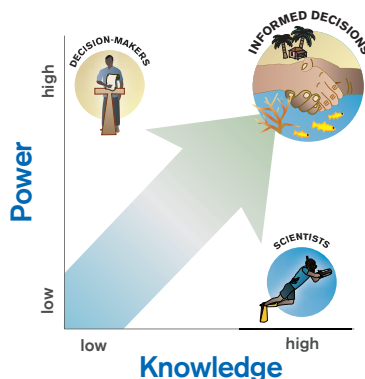 DECISION-MAKERS
INFORMED DECISIONS
high
Power
SCIENTISTS
low
low
high
Knowledge